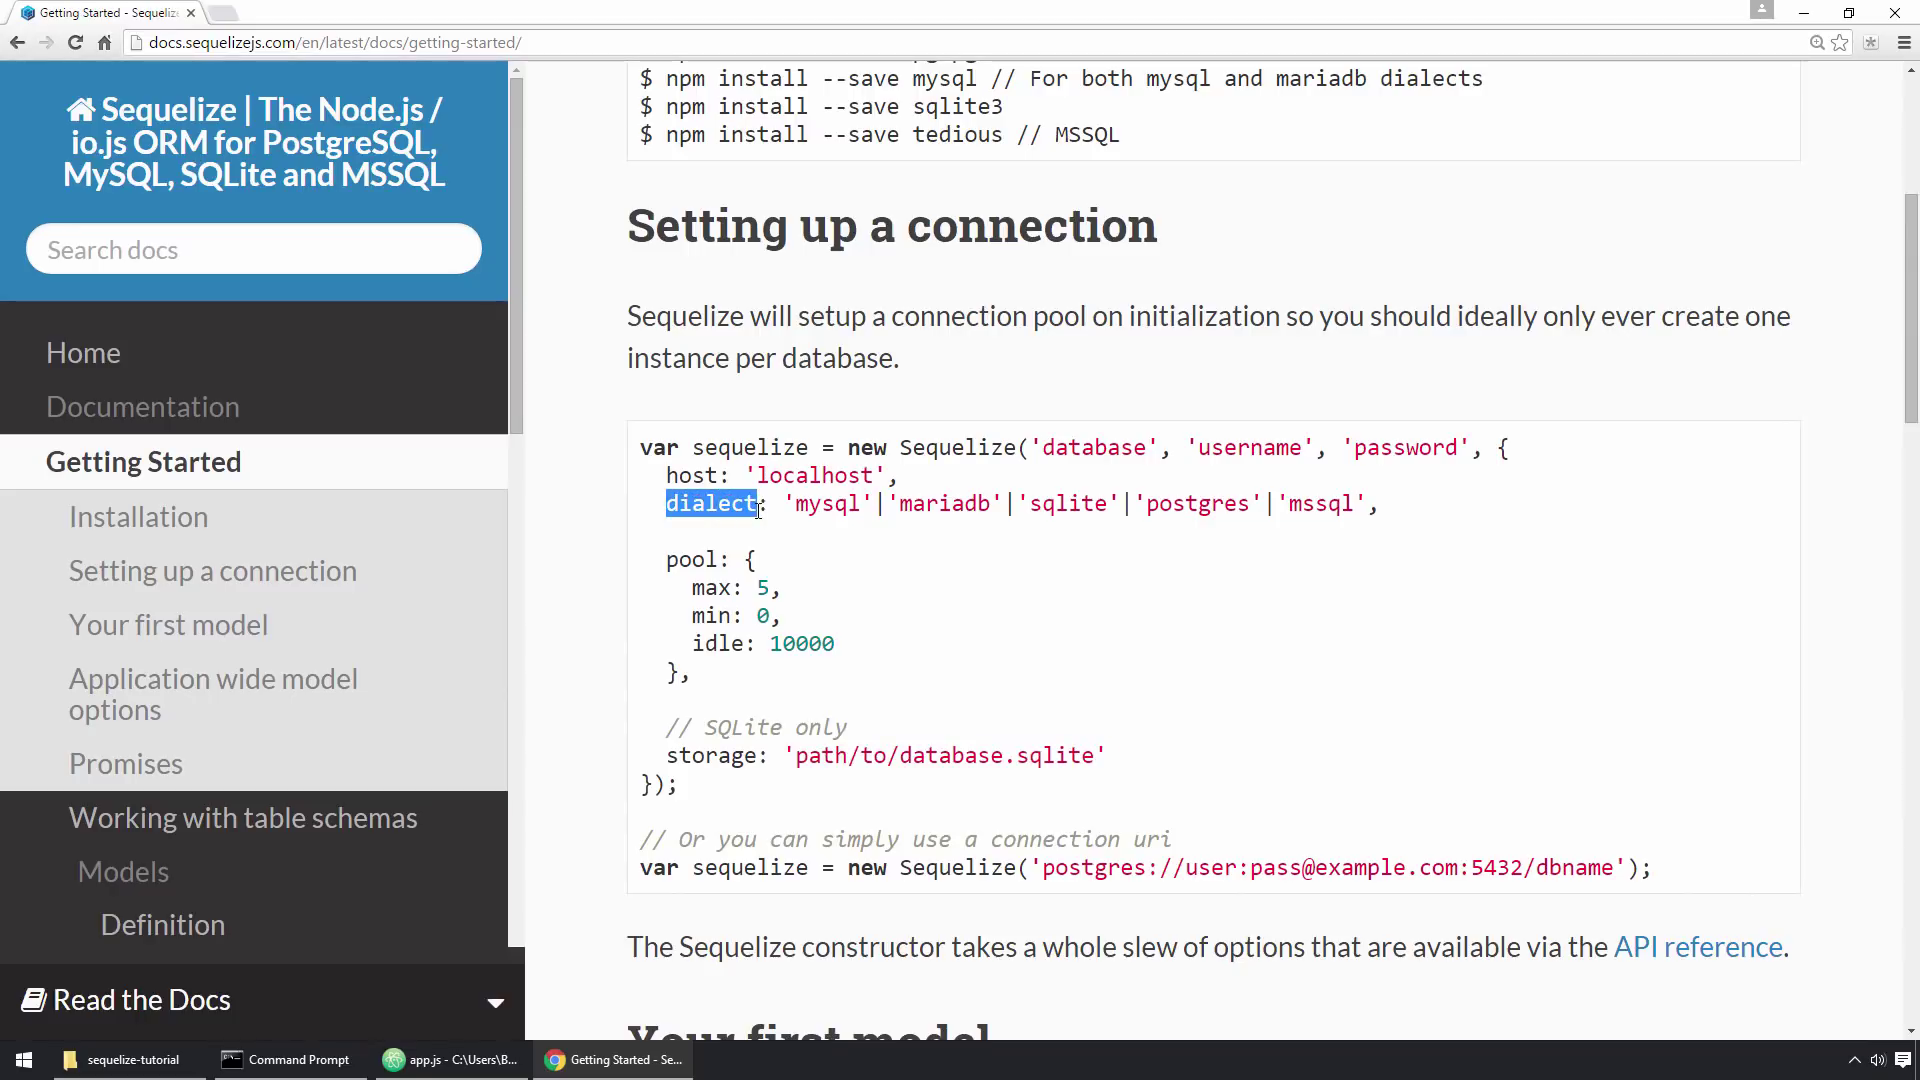 Getting Started - Sequeliz
docs.sequelizejs.com/en/latest/docs/getting-started/
Sequelize | The Node.js /
io.js ORM for PostgreSQL,
MySQL, SQLite and MSSQL
Search docs
Home
Documentation
Getting Started
Installation
Setting up a connection
Your first model
Application wide model
options
Promises
Working with table schemas
Models
Definition
Read the Docs
$ npm install --save mysql // For both mysql and mariadb dialects
$ npm install --save sqlite3
$ npm install --save tedious // MSSQL
Setting up a connection
Sequelize will setup a connection pool on initialization so you should ideally only ever create one
instance per database.
var sequelize = new Sequelize('database', 'username', 'password', {
host: 'localhost',
dialect: 'mysql'|'mariadb'|'sqlite'|'postgres'|'mssql',
pool: {
max: 5,
min: 0,
idle: 10000
},
// SQLite only
storage: 'path/to/database.sqlite'
});
// Or you can simply use a connection uri
var sequelize = new Sequelize('postgres://user:pass@example.com:5432/dbname');
The Sequelize constructor takes a whole slew of options that are available via the API reference.
Your first model
sequelize-tutorial
Command Prompt
app.js - C:\Users\B...
Getting Started - Se...